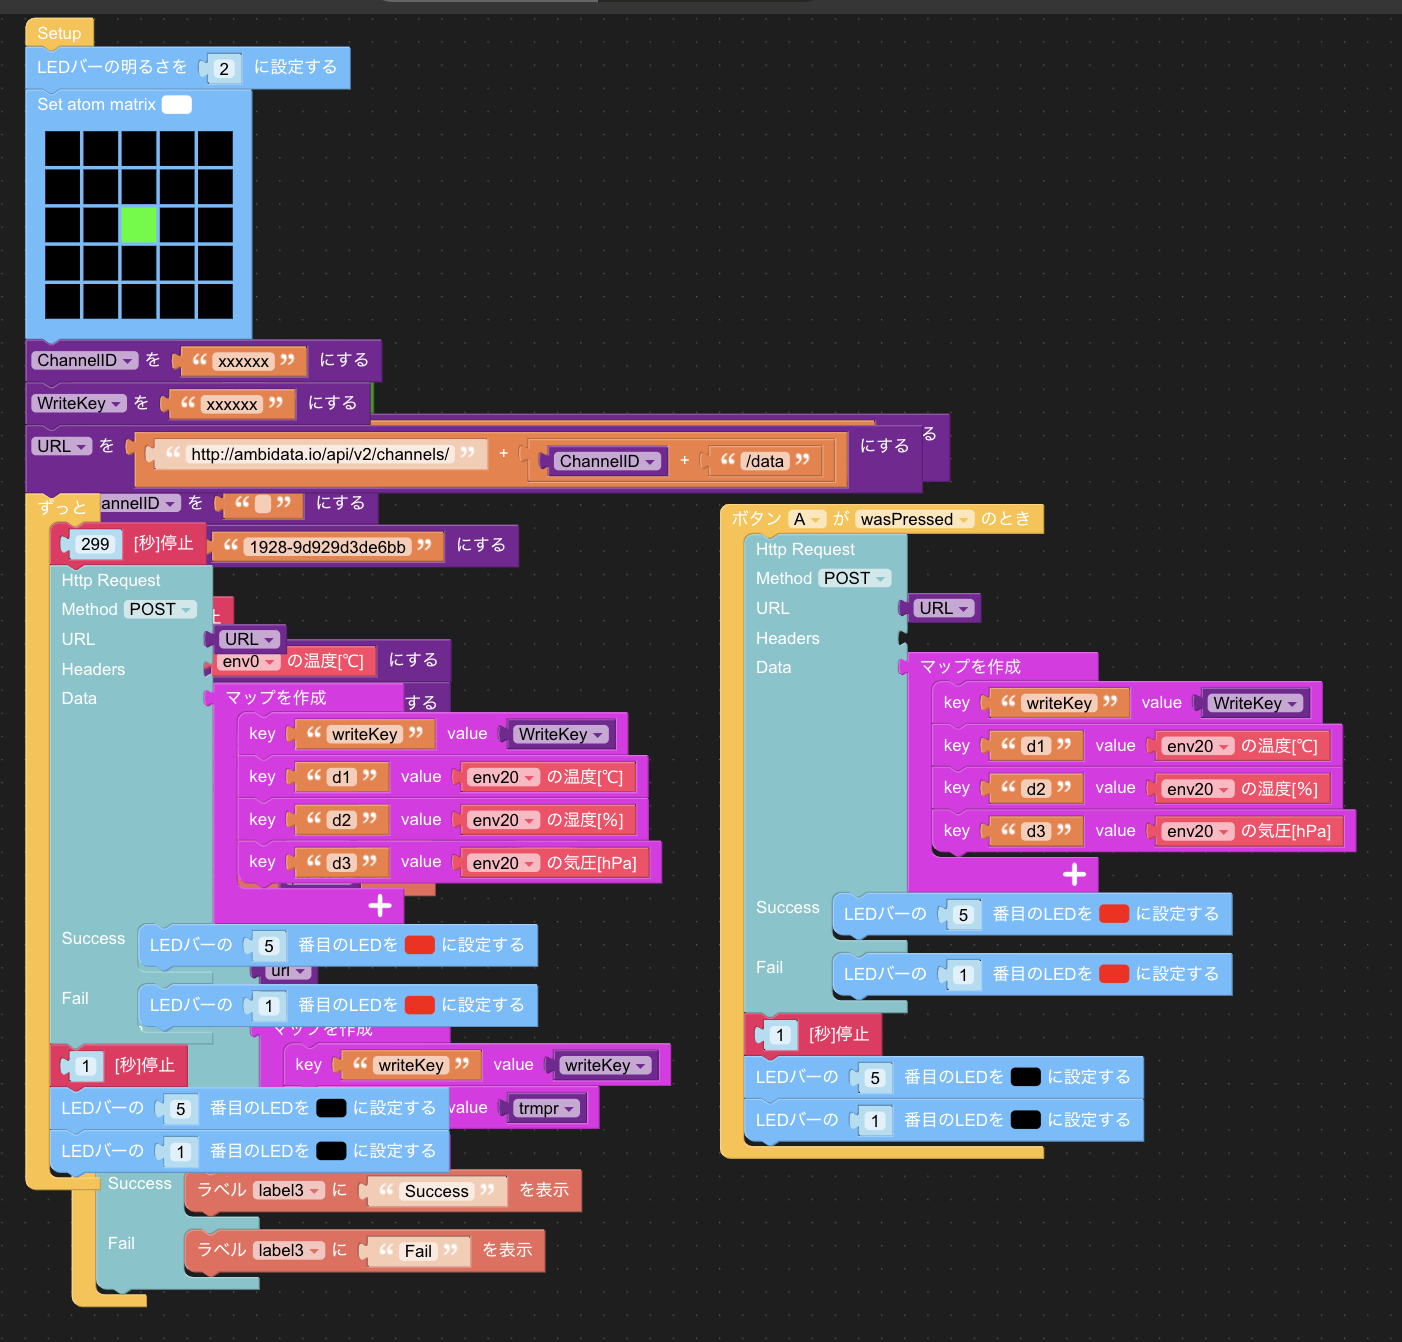 Setup
LEDバーの明るさを 2 に設定する
Set atom matrix
ChannelID を “ xxxxxx ” にする
WriteKey を “ xxxxxx ” にする
る
URL を “ http://ambidata.io/api/v2/channels/ ” + ChannelID + “ /data ” にする
ずっと
annelID を “ ” にする
299 [秒]停止
1928-9d929d3de6bb ” にする
Http Request
Method POST
URL URL
env0 の温度[℃] にする
Headers
する
Data マップを作成
key “ writeKey ” value WriteKey
key “ d1 ” value env20 の温度[℃]
key “ d2 ” value env20 の湿度[%]
key “ d3 ” value env20 の気圧[hPa]
+
Success LEDバーの 5 番目のLEDを に設定する
url
Fail LEDバーの 1 番目のLEDを に設定する
マップを作成
key “ writeKey ” value writeKey
1 [秒]停止
LEDバーの 5 番目のLEDを に設定する
value trmpr
LEDバーの 1 番目のLEDを に設定する
Success ラベル label3 に “ Success ” を表示
Fail ラベル label3 に “ Fail ” を表示
ボタン A が wasPressed のとき
Http Request
Method POST
URL URL
Headers
Data マップを作成
key “ writeKey ” value WriteKey
key “ d1 ” value env20 の温度[℃]
key “ d2 ” value env20 の湿度[%]
key “ d3 ” value env20 の気圧[hPa]
+
Success LEDバーの 5 番目のLEDを に設定する
Fail LEDバーの 1 番目のLEDを に設定する
1 [秒]停止
LEDバーの 5 番目のLEDを に設定する
LEDバーの 1 番目のLEDを に設定する